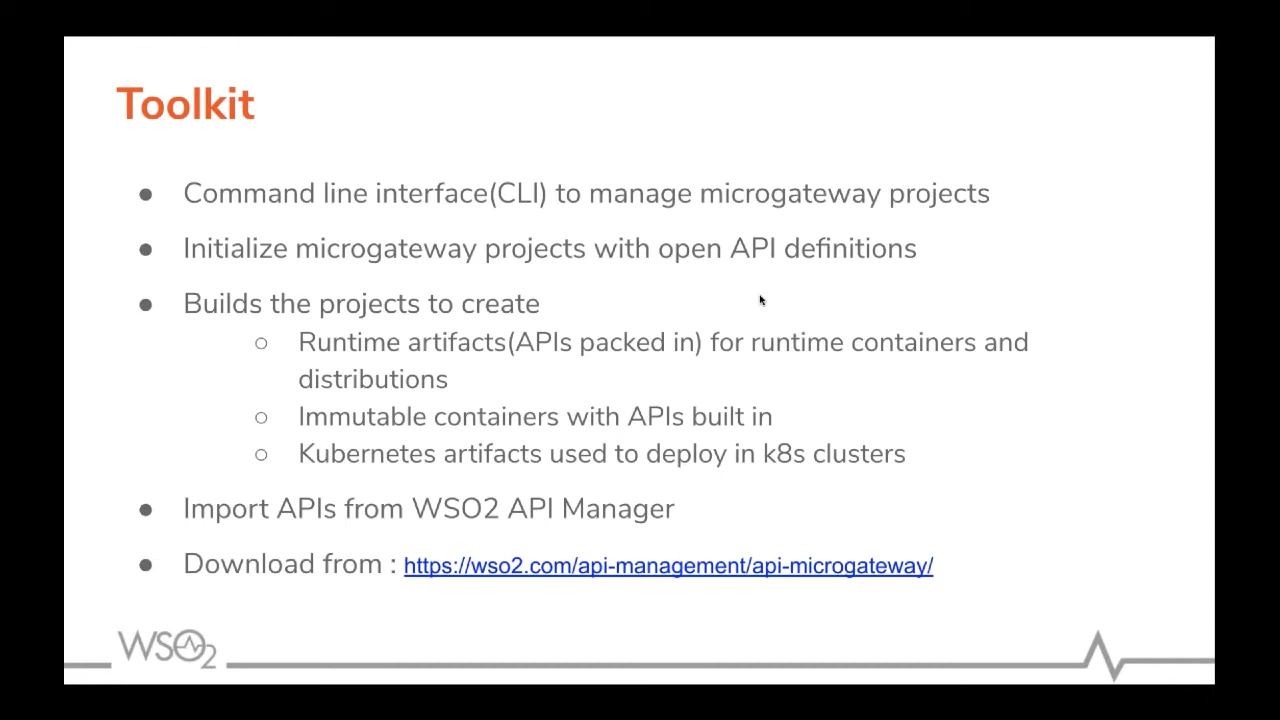 Toolkit
● Command line interface(CLI) to manage microgateway projects
● Initialize microgateway projects with open API definitions
● Builds the projects to create
○ Runtime artifacts(APIs packed in) for runtime containers and
distributions
○ Immutable containers with APIs built in
○ Kubernetes artifacts used to deploy in k8s clusters
● Import APIs from WSO2 API Manager
● Download from : https://wso2.com/api-management/api-microgateway/
WSO2